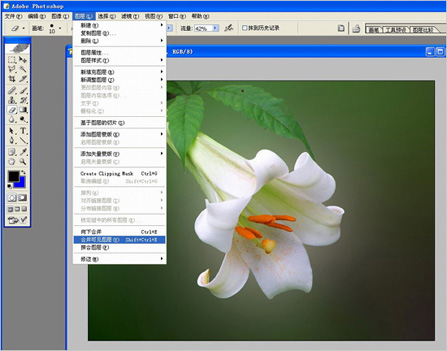 Adobe Photoshop
文件(F) 编辑(E) 图像(I) 图层(L) 选择(S) 滤镜(T) 视图(V) 窗口(W) 帮助(H)
画笔: 10
流量: 42%
抹到历史记录
画笔 工具预设 图层比较
RGB/8)
新建(N)
复制图层(D)...
删除(L)
图层属性...
图层样式(Y)
新填充图层(W)
新调整图层(J)
更改图层内容(H)
图层内容选项(O)...
文字(T)
栅格化(Z)
基于图层的切片(B)
添加图层蒙版(M)
启用图层蒙版(B)
添加矢量蒙版(V)
启用矢量蒙版(B)
Create Clipping Mask Ctrl+G
取消编组(U) Shift+Ctrl+G
排列(A)
对齐链接图层(I)
分布链接图层(B)
锁定组中的所有图层(X)...
向下合并 Ctrl+E
合并可见图层(V) Shift+Ctrl+E
拼合图层(F)
修边(G)